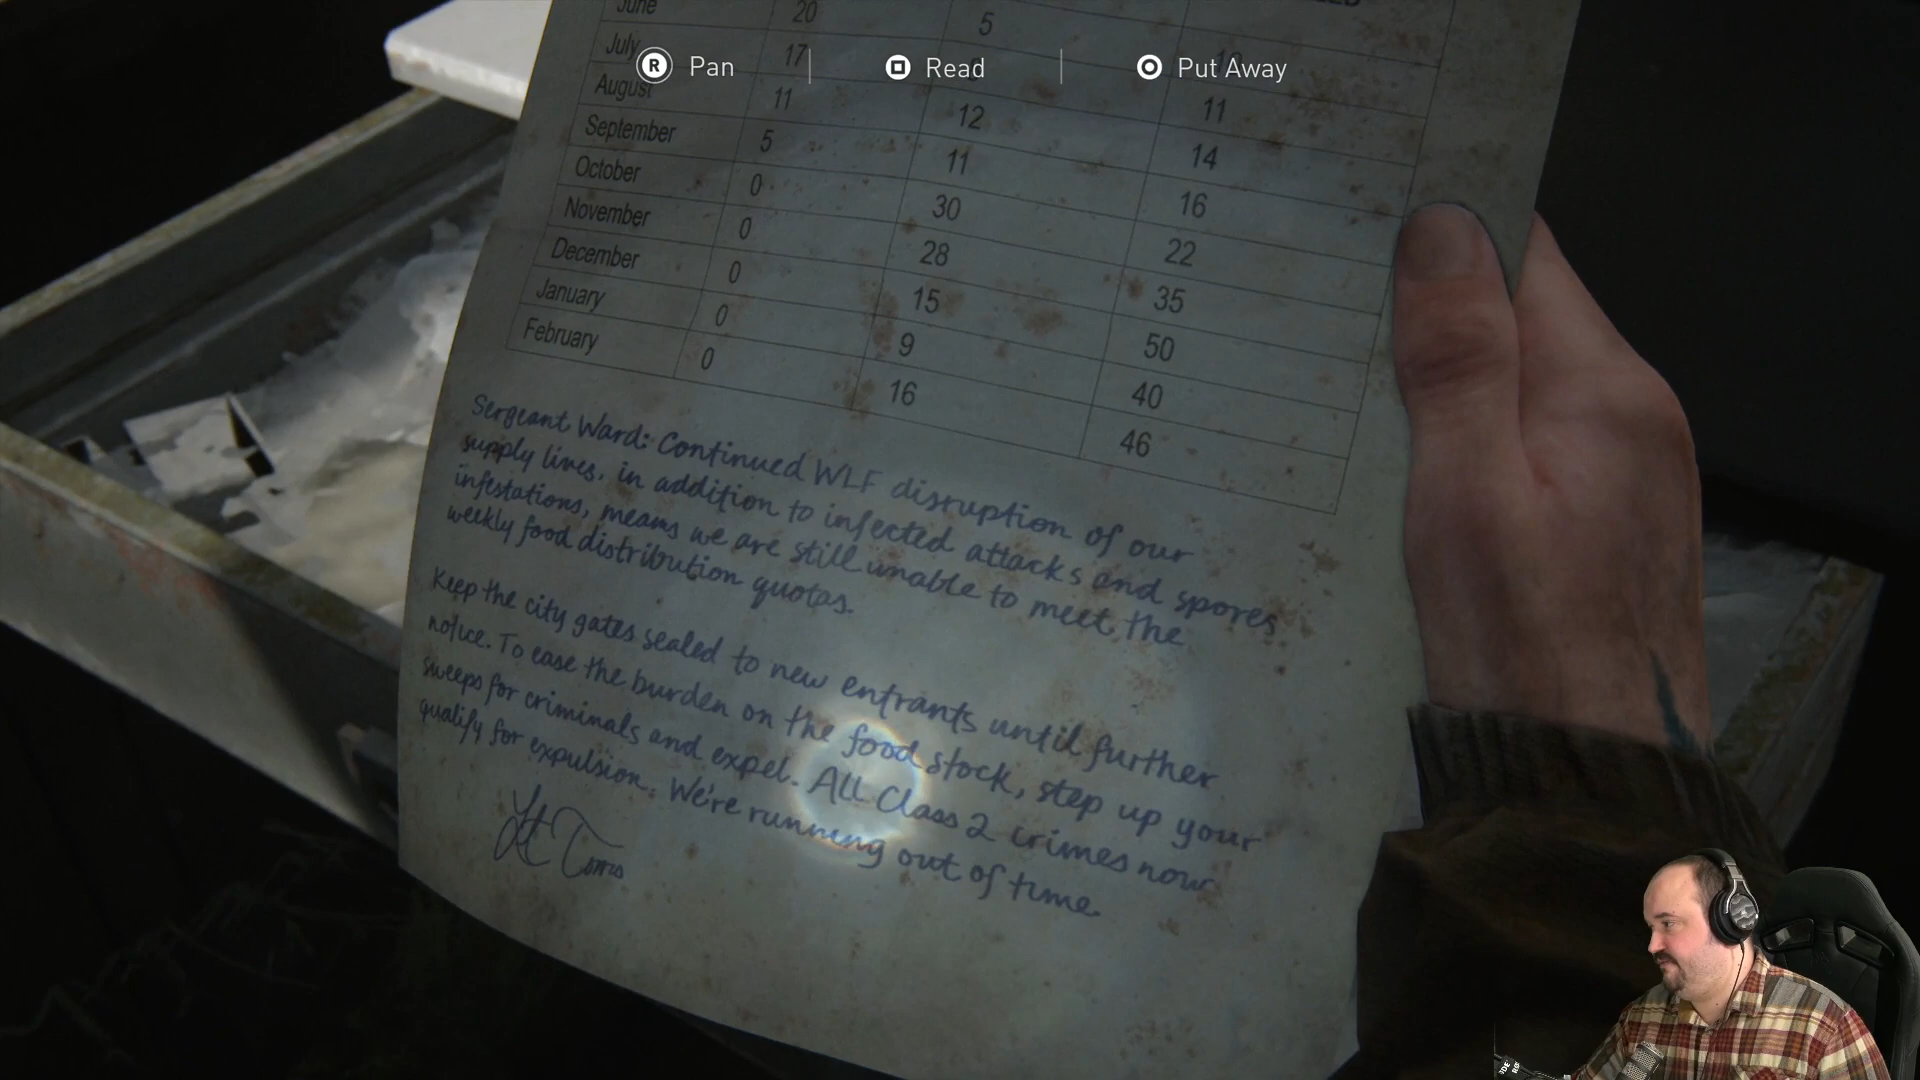 June 20 5
R Pan Read Put Away
July 17 11
August 11 12 14
September 5 11 16
October 0 30 22
November 0 28 35
December 0 15 50
January 0 9 40
February 0 16 46
Sergeant Ward: Continued WLF disruption of our
supply lines, in addition to infected attacks and spores
infestations, means we are still unable to meet the
weekly food distribution quotas.
Keep the city gates sealed to new entrants until further
notice. To ease the burden on the food stock, step up your
sweeps for criminals and expel. All Class 2 crimes now
qualify for expulsion. We're running out of time.
Lt Torres